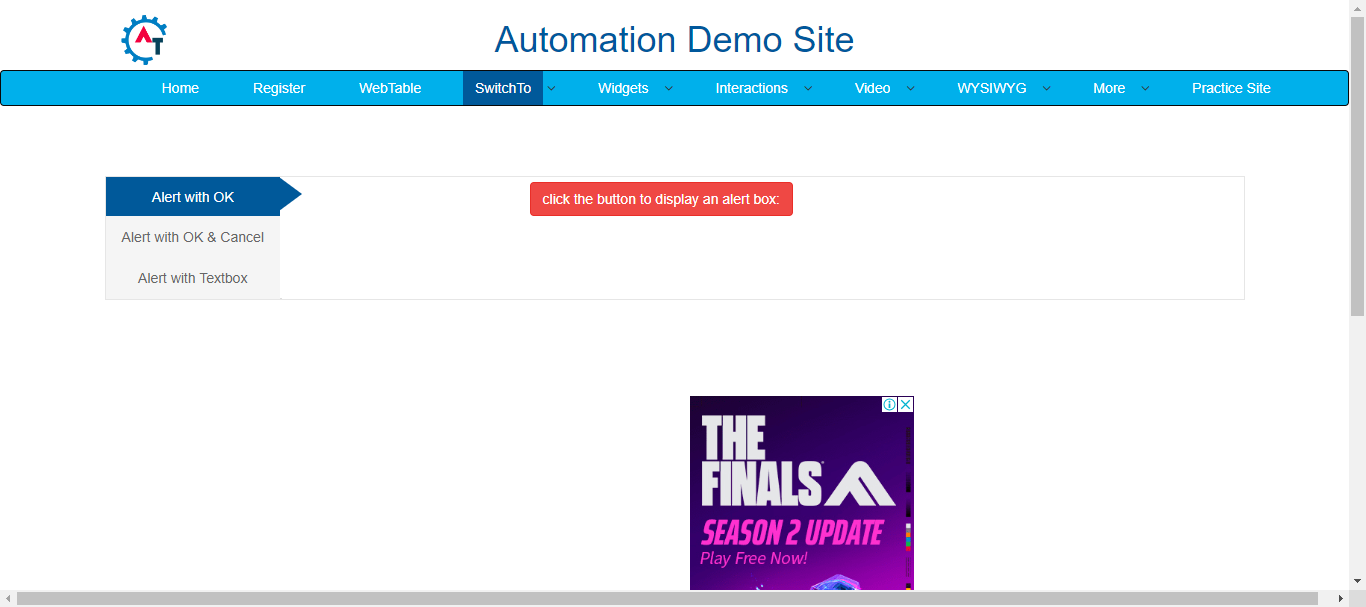 AT
Automation Demo Site
Home Register WebTable SwitchTo Widgets Interactions Video WYSIWYG More Practice Site
Alert with OK
click the button to display an alert box:
Alert with OK & Cancel
Alert with Textbox
THE
FINALS
SEASON 2 UPDATE
Play Free Now!